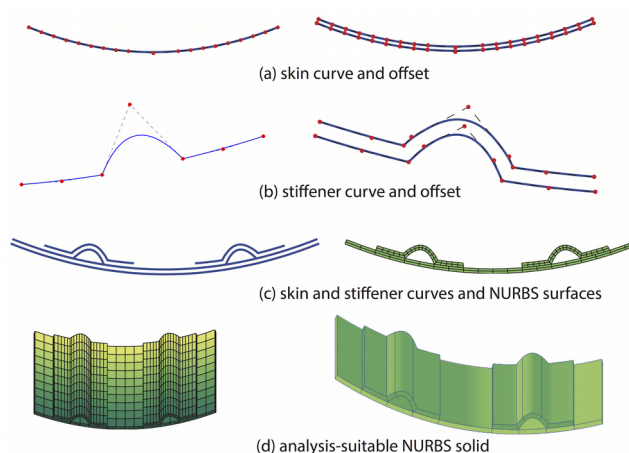 (a) skin curve and offset
(b) stiffener curve and offset
(c) skin and stiffener curves and NURBS surfaces
(d) analysis-suitable NURBS solid